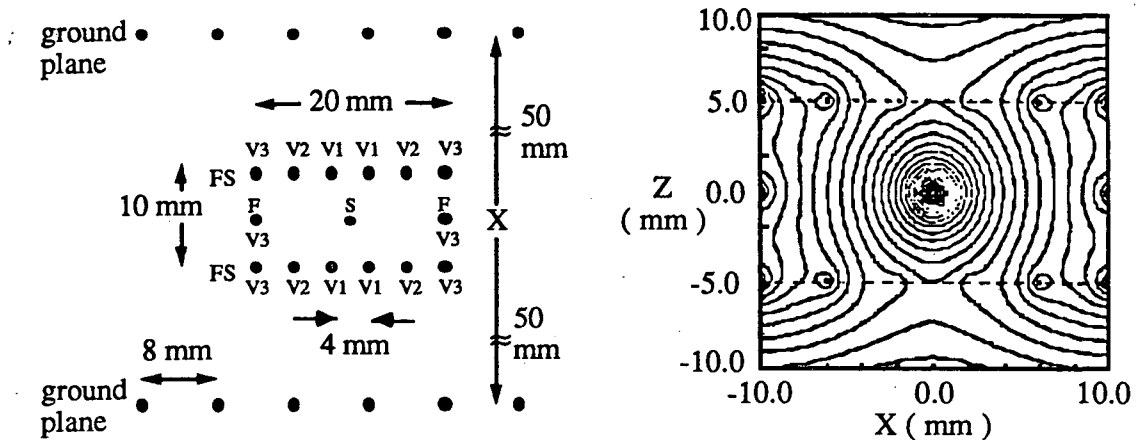 ground
plane
20 mm
50
mm
V3 V2 V1 V1 V2 V3
FS
10 mm
F S F
V3 V3
X
FS
V3 V2 V1 V1 V2 V3
4 mm
50
mm
8 mm
ground
plane
10.0
5.0
Z
( mm )
0.0
-5.0
-10.0
-10.0 0.0 10.0
X ( mm )